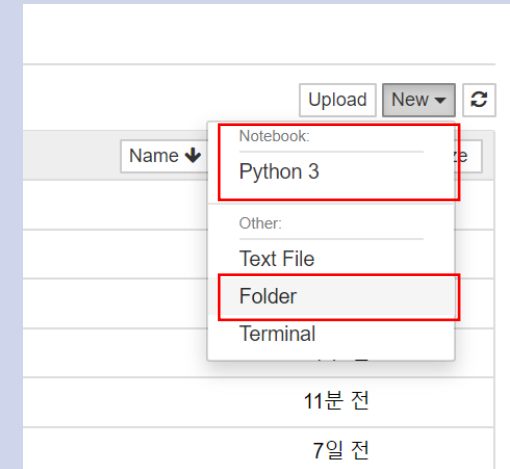 Upload New
Name
Notebook:
Python 3
Other:
Text File
Folder
Terminal
11분 전
7일 전